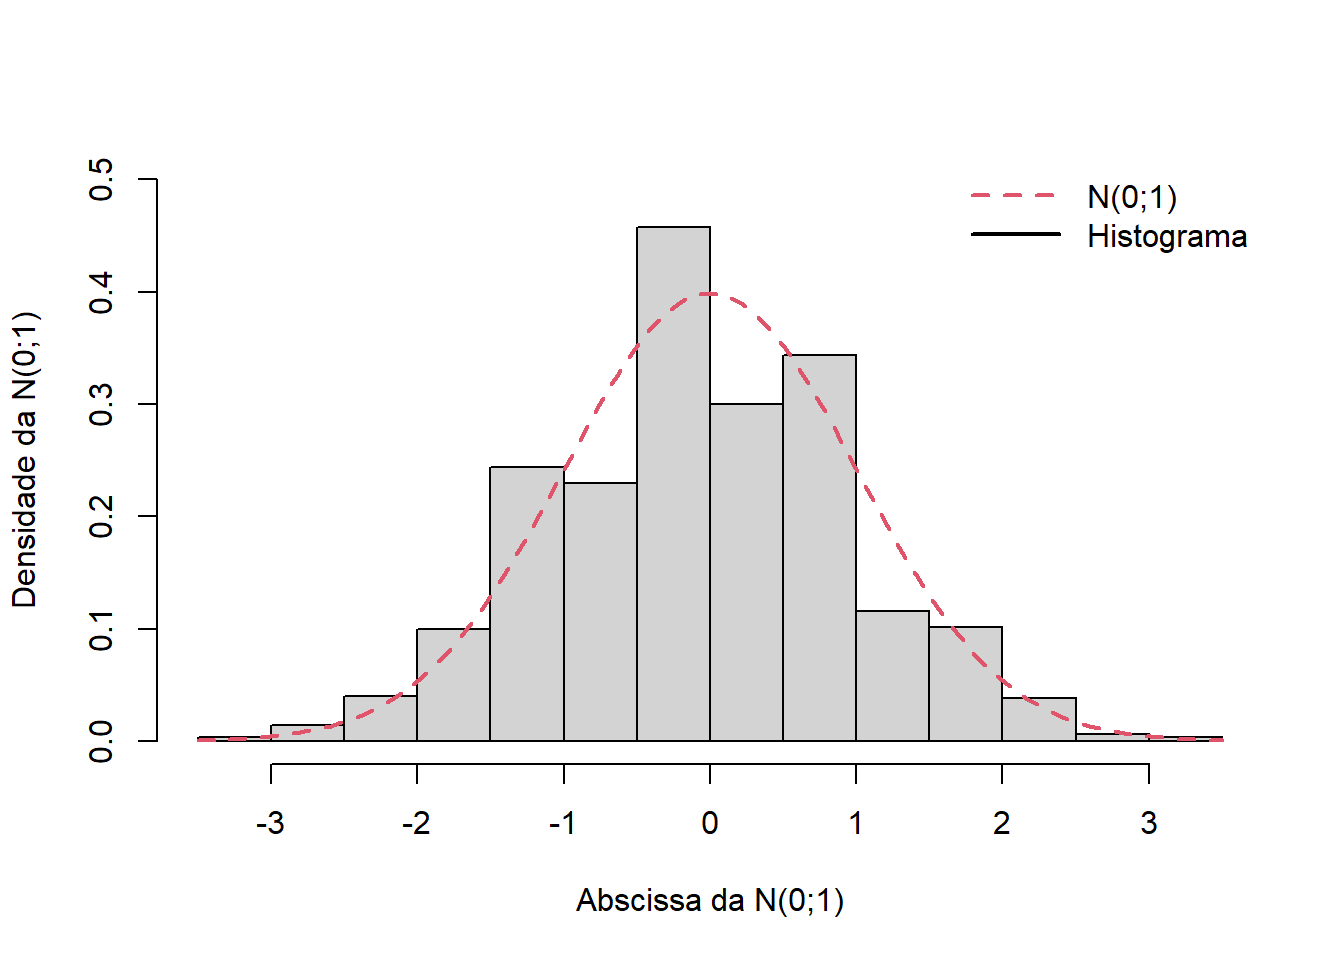 N(0;1)
Histograma
Densidade da N(0;1)
0.5
0.4
0.3
0.2
0.1
0.0
-3 -2 -1 0 1 2 3
Abscissa da N(0;1)